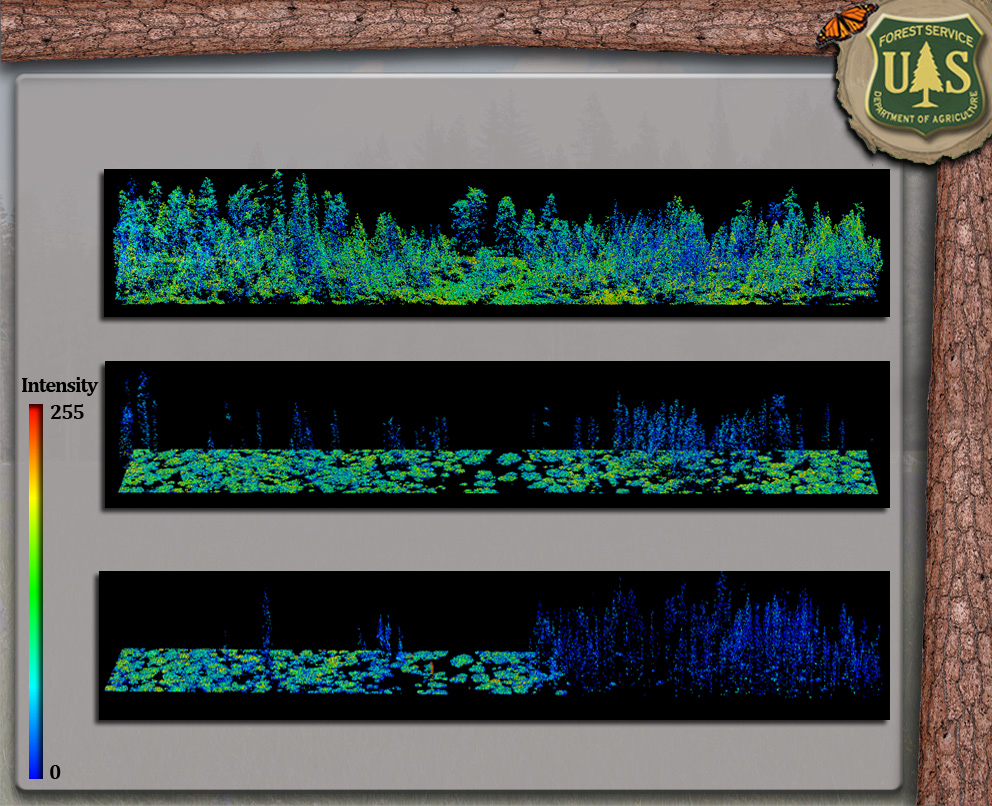 FOREST SERVICE
U S
DEPARTMENT OF AGRICULTURE
Intensity
255
0